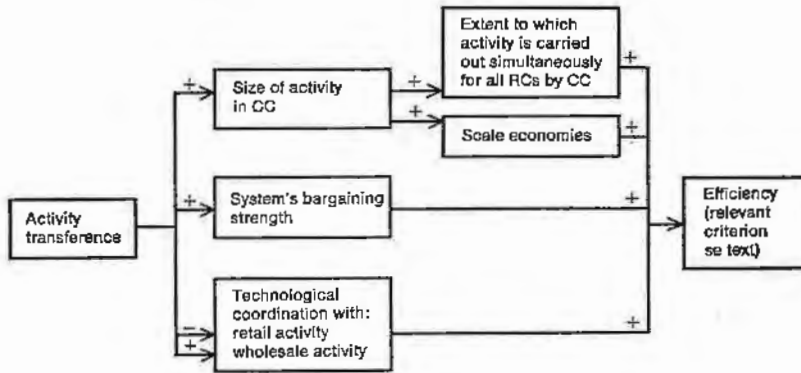 Extent to which
activity is carried
out simultaneously
for all RCs by CC
+
+
+
Size of activity
in CC
+
Scale economies
+
+
System's bargaining
strength
+
Activity
transference
Efficiency
(relevant
criterion
se text)
Technological
coordination with:
retail activity
wholesale activity
−
+
+